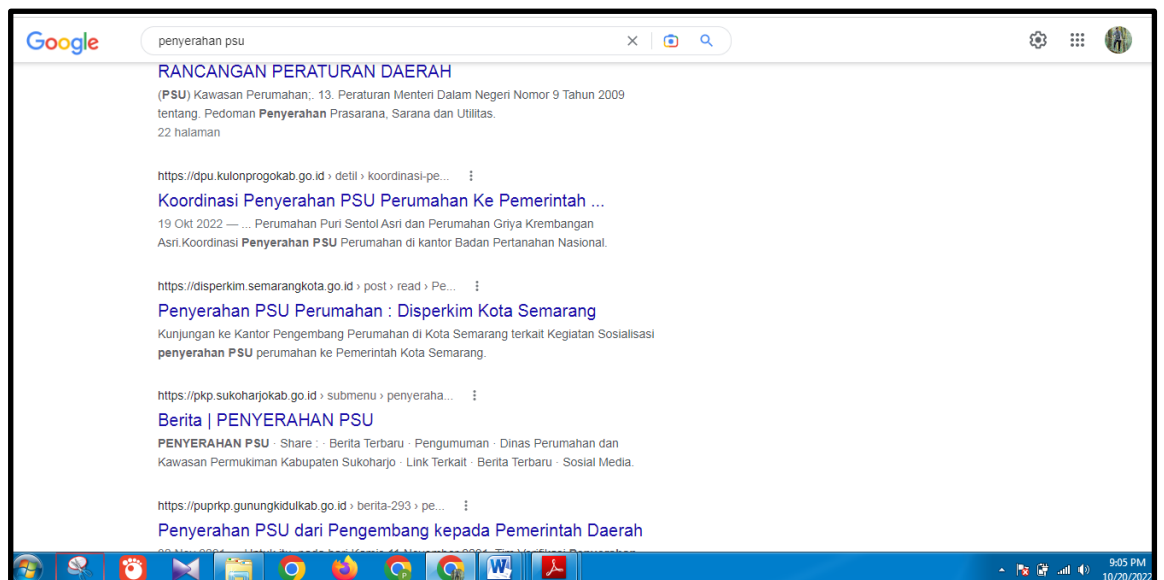 Google
penyerahan psu
RANCANGAN PERATURAN DAERAH
(PSU) Kawasan Perumahan;. 13. Peraturan Menteri Dalam Negeri Nomor 9 Tahun 2009
tentang. Pedoman Penyerahan Prasarana, Sarana dan Utilitas.
22 halaman
https://dpu.kulonprogokab.go.id › detil › koordinasi-pe...
Koordinasi Penyerahan PSU Perumahan Ke Pemerintah ...
19 Okt 2022 — ... Perumahan Puri Sentol Asri dan Perumahan Griya Krembangan
Asri.Koordinasi Penyerahan PSU Perumahan di kantor Badan Pertanahan Nasional.
https://disperkim.semarangkota.go.id › post › read › Pe...
Penyerahan PSU Perumahan : Disperkim Kota Semarang
Kunjungan ke Kantor Pengembang Perumahan di Kota Semarang terkait Kegiatan Sosialisasi
penyerahan PSU perumahan ke Pemerintah Kota Semarang.
https://pkp.sukoharjokab.go.id › submenu › penyeraha...
Berita | PENYERAHAN PSU
PENYERAHAN PSU · Share : · Berita Terbaru · Pengumuman · Dinas Perumahan dan
Kawasan Permukiman Kabupaten Sukoharjo · Link Terkait · Berita Terbaru · Sosial Media.
https://puprkp.gunungkidulkab.go.id › berita-293 › pe...
Penyerahan PSU dari Pengembang kepada Pemerintah Daerah
9:05 PM
10/20/2022